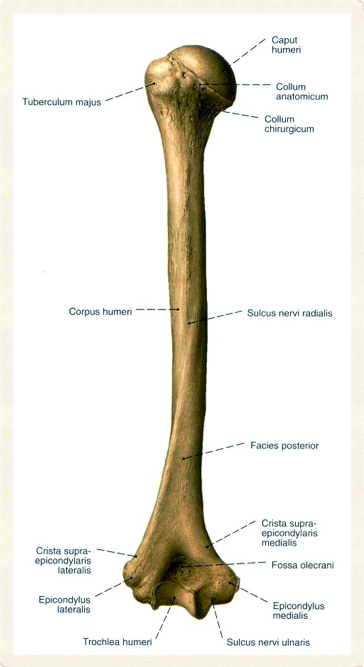 Caput
humeri
Tuberculum majus
Collum
anatomicum
Collum
chirurgicum
Corpus humeri
Sulcus nervi radialis
Facies posterior
Crista supra-
epicondylaris
medialis
Crista supra-
epicondylaris
lateralis
Fossa olecrani
Epicondylus
lateralis
Epicondylus
medialis
Trochlea humeri
Sulcus nervi ulnaris